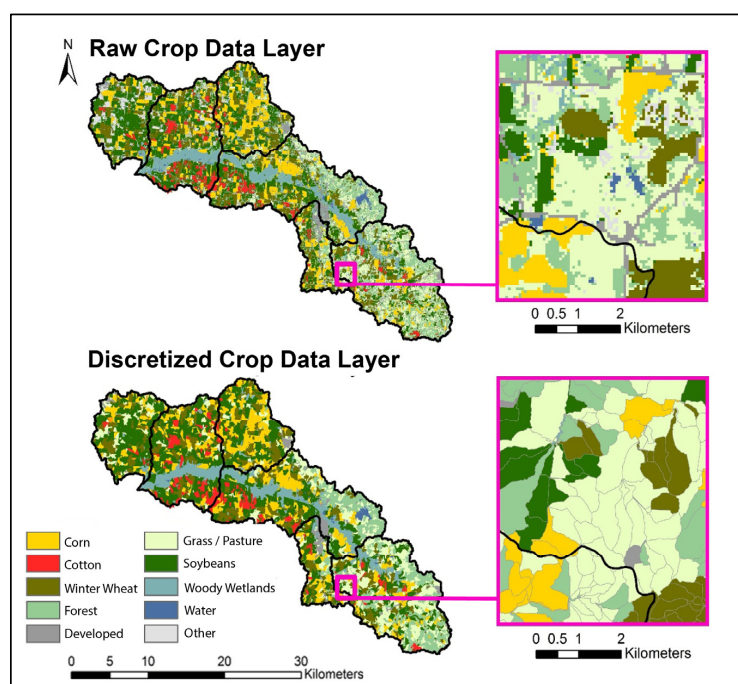 N
Raw Crop Data Layer
0 0.5 1 2
Kilometers
Discretized Crop Data Layer
Corn
Cotton
Winter Wheat
Forest
Developed
Grass / Pasture
Soybeans
Woody Wetlands
Water
Other
0 5 10 20 30
Kilometers
0 0.5 1 2
Kilometers